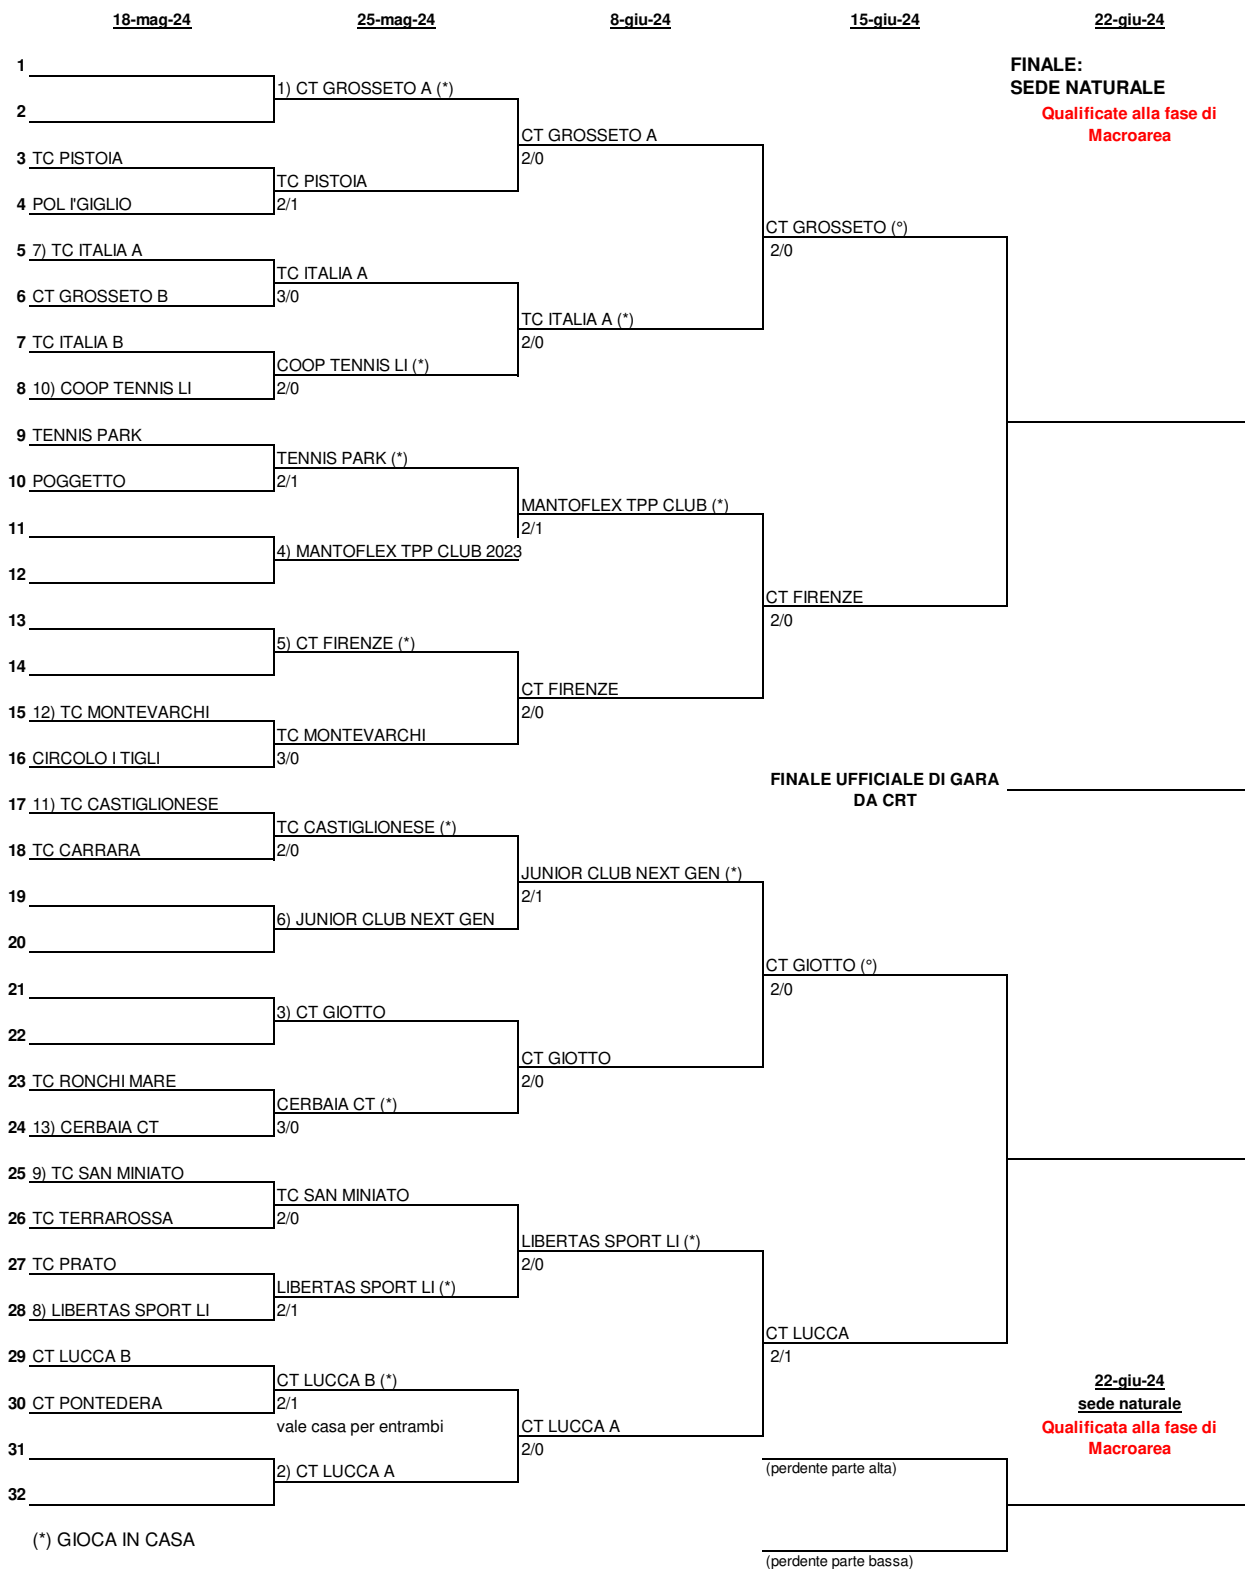 18-mag-24 25-mag-24 8-giu-24 15-giu-24 22-giu-24
1
FINALE:
1) CT GROSSETO A (*)
SEDE NATURALE
2
Qualificate alla fase di
Macroarea
CT GROSSETO A
3 TC PISTOIA
2/0
TC PISTOIA
4 POL I'GIGLIO
2/1
CT GROSSETO (°)
5 7) TC ITALIA A
2/0
TC ITALIA A
6 CT GROSSETO B
3/0
TC ITALIA A (*)
7 TC ITALIA B
2/0
COOP TENNIS LI (*)
8 10) COOP TENNIS LI
2/0
9 TENNIS PARK
TENNIS PARK (*)
10 POGGETTO
2/1
MANTOFLEX TPP CLUB (*)
11
2/1
4) MANTOFLEX TPP CLUB 2023
12
CT FIRENZE
13
2/0
5) CT FIRENZE (*)
14
CT FIRENZE
15 12) TC MONTEVARCHI
2/0
TC MONTEVARCHI
16 CIRCOLO I TIGLI
3/0
FINALE UFFICIALE DI GARA
DA CRT
17 11) TC CASTIGLIONESE
TC CASTIGLIONESE (*)
18 TC CARRARA
2/0
JUNIOR CLUB NEXT GEN (*)
19
2/1
6) JUNIOR CLUB NEXT GEN
20
CT GIOTTO (°)
21
2/0
3) CT GIOTTO
22
CT GIOTTO
23 TC RONCHI MARE
2/0
CERBAIA CT (*)
24 13) CERBAIA CT
3/0
25 9) TC SAN MINIATO
TC SAN MINIATO
26 TC TERRAROSSA
2/0
LIBERTAS SPORT LI (*)
27 TC PRATO
2/0
LIBERTAS SPORT LI (*)
28 8) LIBERTAS SPORT LI
2/1
CT LUCCA
29 CT LUCCA B
2/1
CT LUCCA B (*)
22-giu-24
30 CT PONTEDERA
2/1
sede naturale
vale casa per entrambi
CT LUCCA A
Qualificata alla fase di
Macroarea
31
2/0
2) CT LUCCA A
(perdente parte alta)
32
(*) GIOCA IN CASA
(perdente parte bassa)